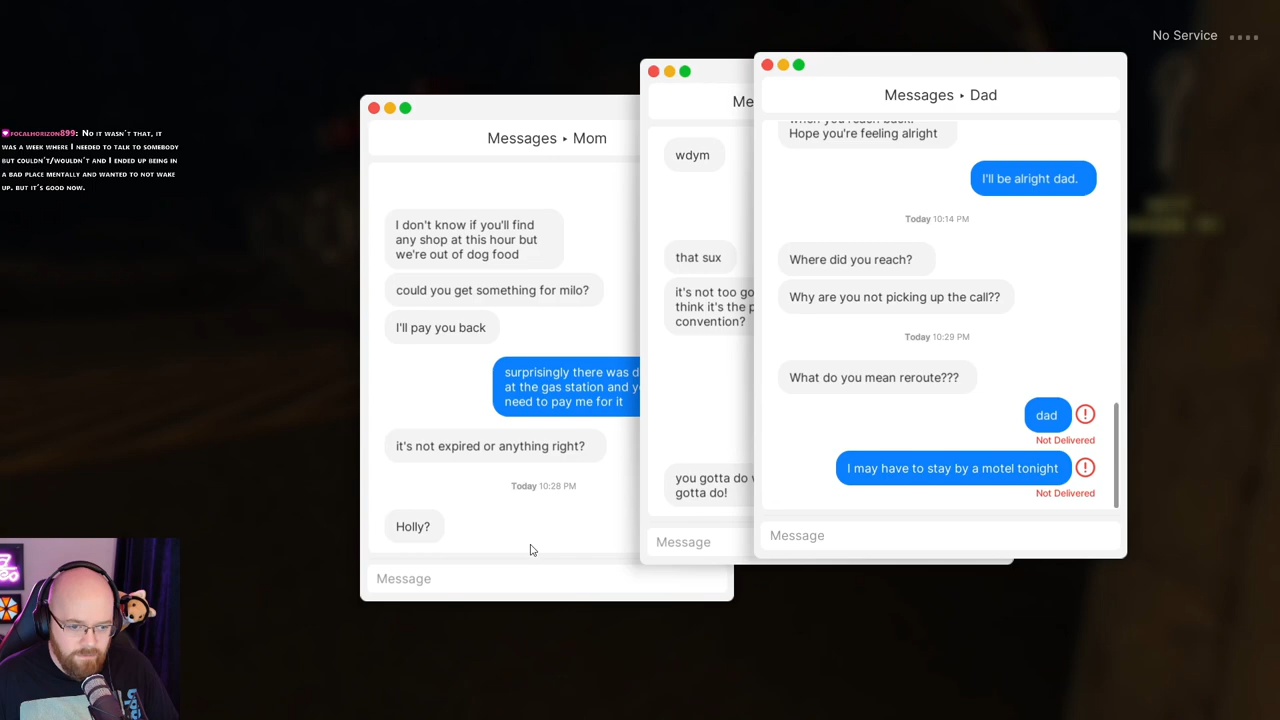 No Service
focalhorizon899: No it wasn't that, it
was a week where I needed to talk to somebody
but couldn't/wouldn't and I ended up being in
a bad place mentally and wanted to not wake
up. but it's good now.
Messages ‣ Mom
I don't know if you'll find
any shop at this hour but
we're out of dog food
could you get something for milo?
I'll pay you back
surprisingly there was d
at the gas station and y
need to pay me for it
it's not expired or anything right?
Today 10:28 PM
Holly?
Message
Me
wdym
that sux
it's not too go
think it's the p
convention?
you gotta do
gotta do!
Message
Messages ‣ Dad
when you reach back.
Hope you're feeling alright
I'll be alright dad.
Today 10:14 PM
Where did you reach?
Why are you not picking up the call??
Today 10:29 PM
What do you mean reroute???
dad
Not Delivered
I may have to stay by a motel tonight
Not Delivered
Message